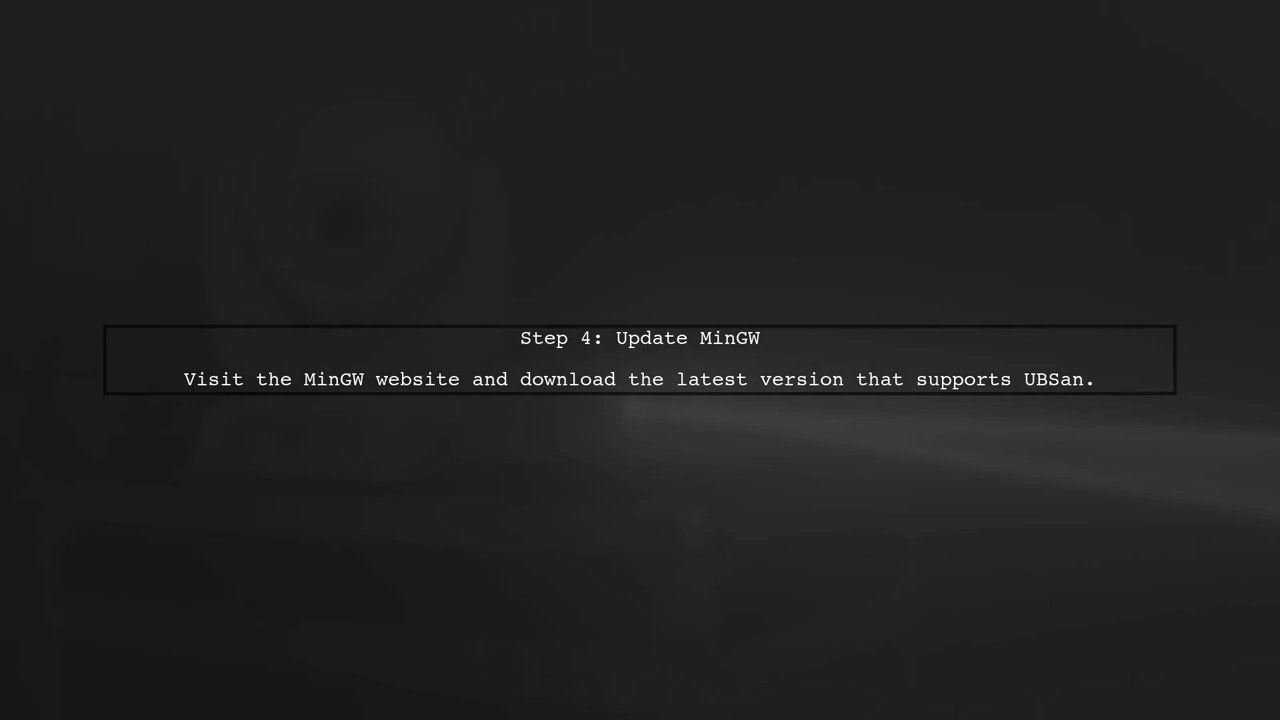 Step 4: Update MinGW
Visit the MinGW website and download the latest version that supports UBSan.